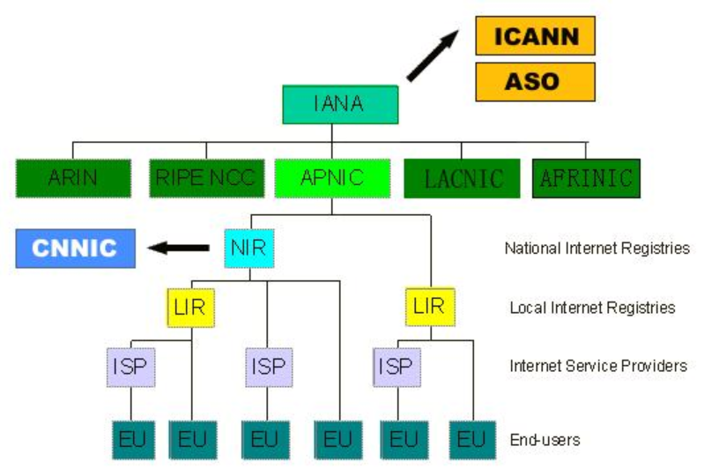 ICANN
ASO
IANA
ARIN
RIPE NCC
APNIC
LACNIC
AFRINIC
CNNIC
NIR
National Internet Registries
LIR
LIR
Local Internet Registries
ISP
ISP
ISP
Internet Service Providers
EU
EU
EU
EU
EU
EU
End-users